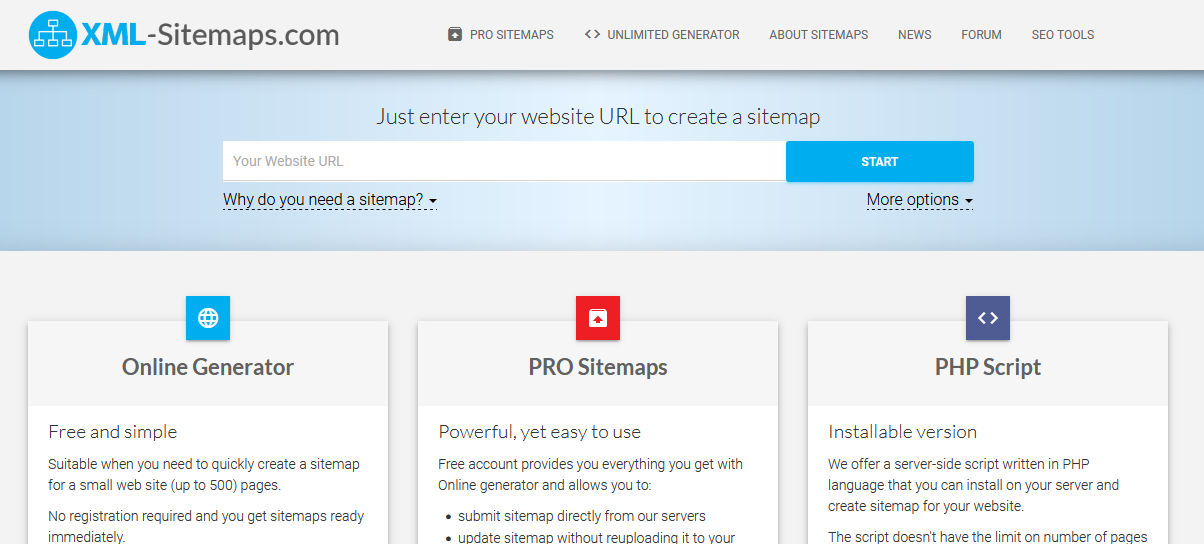 XML-Sitemaps.com
PRO SITEMAPS
<> UNLIMITED GENERATOR
ABOUT SITEMAPS
NEWS
FORUM
SEO TOOLS
Just enter your website URL to create a sitemap
Your Website URL
START
Why do you need a sitemap?
More options
Online Generator
Free and simple
Suitable when you need to quickly create a sitemap
for a small web site (up to 500) pages.
No registration required and you get sitemaps ready
immediately.
PRO Sitemaps
Powerful, yet easy to use
Free account provides you everything you get with
Online generator and allows you to:
• submit sitemap directly from our servers
• update sitemap without reuploading it to your
<>
PHP Script
Installable version
We offer a server-side script written in PHP
language that you can install on your server and
create sitemap for your website.
The script doesn't have the limit on number of pages